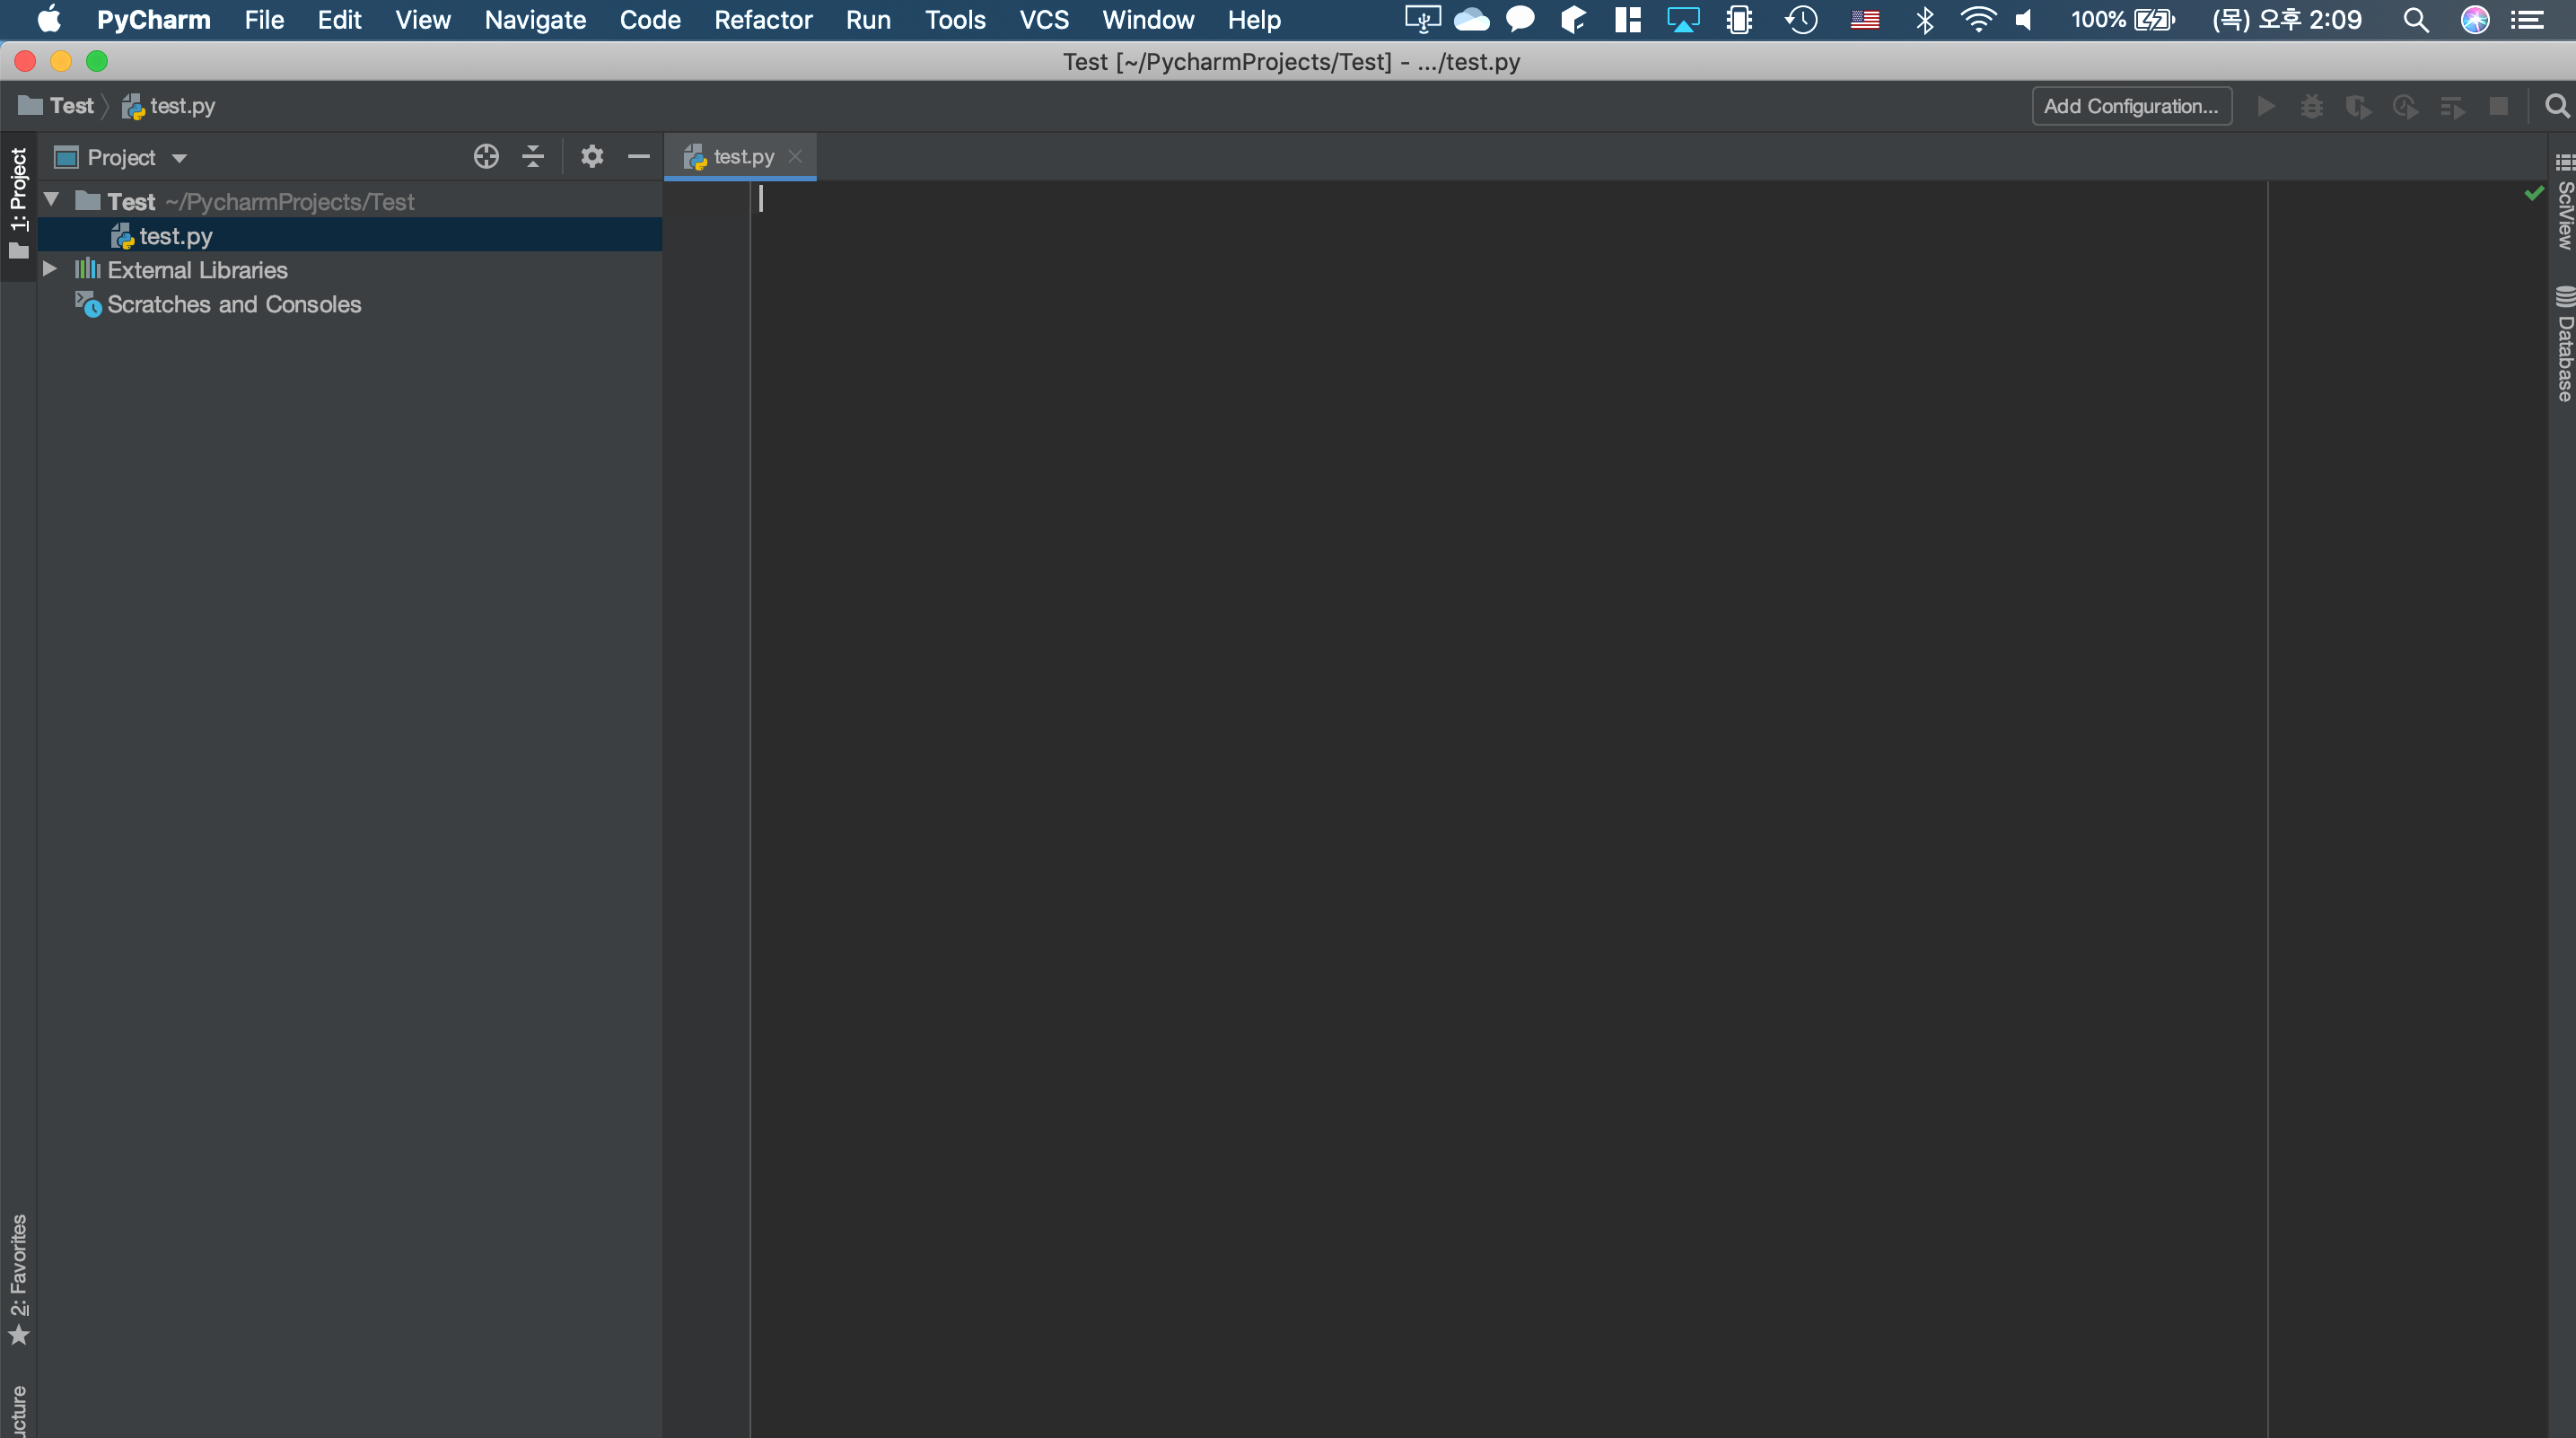 PyCharm File Edit View Navigate Code Refactor Run Tools VCS Window Help 100% (목) 오후 2:09
Test [~/PycharmProjects/Test] - .../test.py
Test test.py Add Configuration...
1: Project
Project
test.py
Test ~/PycharmProjects/Test
test.py
External Libraries
Scratches and Consoles
SciView
Database
2: Favorites
ucture